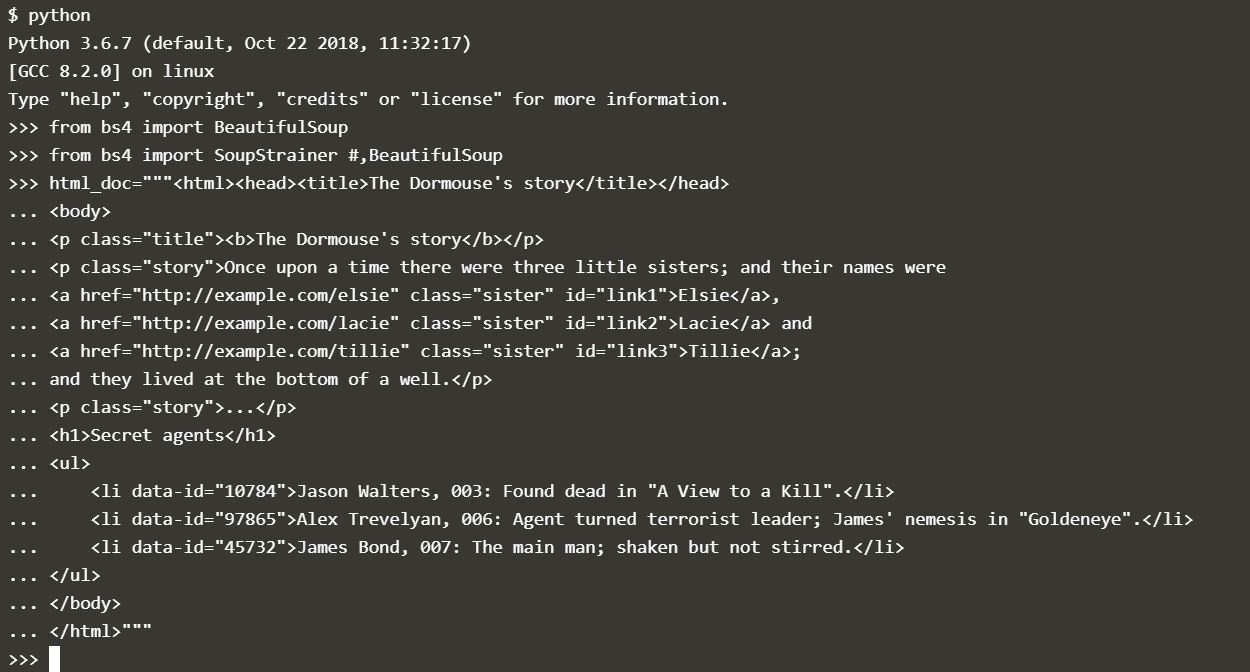 $ python
Python 3.6.7 (default, Oct 22 2018, 11:32:17)
[GCC 8.2.0] on linux
Type "help", "copyright", "credits" or "license" for more information.
>>> from bs4 import BeautifulSoup
>>> from bs4 import SoupStrainer #,BeautifulSoup
>>> html_doc="""<html><head><title>The Dormouse's story</title></head>
... <body>
... <p class="title"><b>The Dormouse's story</b></p>
... <p class="story">Once upon a time there were three little sisters; and their names were
... <a href="http://example.com/elsie" class="sister" id="link1">Elsie</a>,
... <a href="http://example.com/lacie" class="sister" id="link2">Lacie</a> and
... <a href="http://example.com/tillie" class="sister" id="link3">Tillie</a>;
... and they lived at the bottom of a well.</p>
... <p class="story">...</p>
... <h1>Secret agents</h1>
... <ul>
...     <li data-id="10784">Jason Walters, 003: Found dead in "A View to a Kill".</li>
...     <li data-id="97865">Alex Trevelyan, 006: Agent turned terrorist leader; James' nemesis in "Goldeneye".</li>
...     <li data-id="45732">James Bond, 007: The main man; shaken but not stirred.</li>
... </ul>
... </body>
... </html>"""
>>>